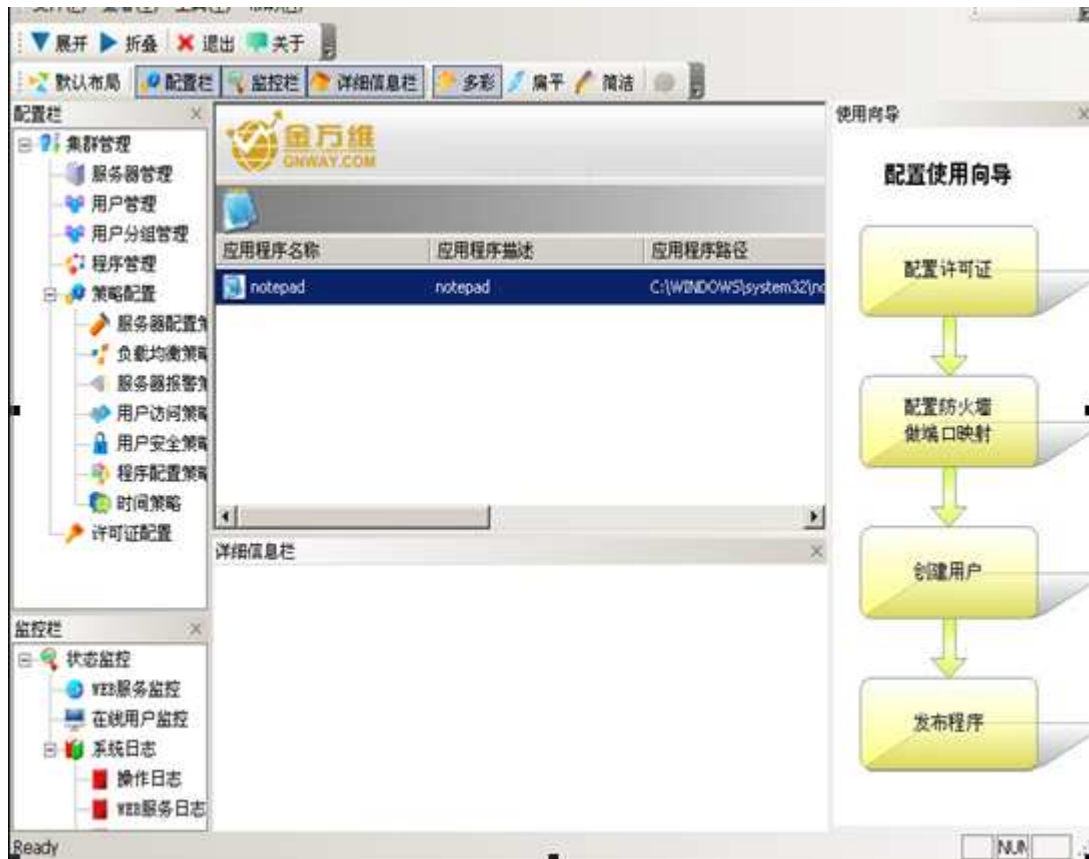 展开 折叠 退出 关于
默认布局 配置栏 监控栏 详细信息栏 多彩 扁平 简洁
配置栏
集群管理
服务器管理
用户管理
用户分组管理
程序管理
策略配置
服务器配置
负载均衡策略
服务器报警
用户访问策略
用户安全策略
程序配置策略
时间策略
许可证配置
监控栏
状态监控
WEB服务监控
在线用户监控
系统日志
操作日志
WEB服务日志
金万维
GNWAY.COM
应用程序名称 应用程序描述 应用程序路径
notepad notepad C:\WINDOWS\system32\no
详细信息栏
使用向导
配置使用向导
配置许可证
配置防火墙
做端口映射
创建用户
发布程序
Ready
NUM